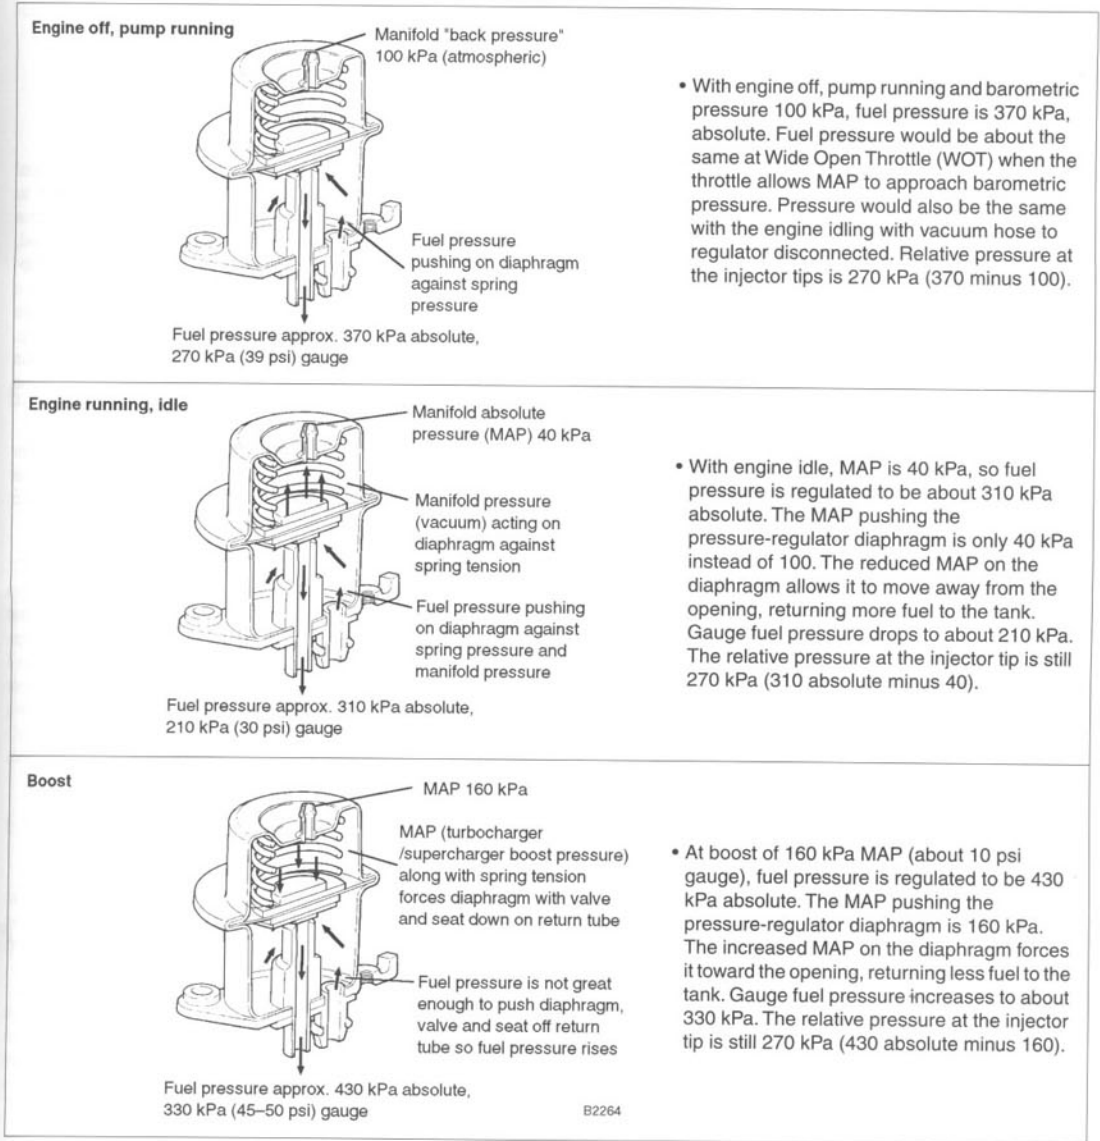 Engine off, pump running
Manifold "back pressure"
100 kPa (atmospheric)
Fuel pressure
pushing on diaphragm
against spring
pressure
Fuel pressure approx. 370 kPa absolute,
270 kPa (39 psi) gauge
• With engine off, pump running and barometric
pressure 100 kPa, fuel pressure is 370 kPa,
absolute. Fuel pressure would be about the
same at Wide Open Throttle (WOT) when the
throttle allows MAP to approach barometric
pressure. Pressure would also be the same
with the engine idling with vacuum hose to
regulator disconnected. Relative pressure at
the injector tips is 270 kPa (370 minus 100).
Engine running, idle
Manifold absolute
pressure (MAP) 40 kPa
Manifold pressure
(vacuum) acting on
diaphragm against
spring tension
Fuel pressure pushing
on diaphragm against
spring pressure and
manifold pressure
Fuel pressure approx. 310 kPa absolute,
210 kPa (30 psi) gauge
• With engine idle, MAP is 40 kPa, so fuel
pressure is regulated to be about 310 kPa
absolute. The MAP pushing the
pressure-regulator diaphragm is only 40 kPa
instead of 100. The reduced MAP on the
diaphragm allows it to move away from the
opening, returning more fuel to the tank.
Gauge fuel pressure drops to about 210 kPa.
The relative pressure at the injector tip is still
270 kPa (310 absolute minus 40).
Boost
MAP 160 kPa
MAP (turbocharger
/supercharger boost pressure)
along with spring tension
forces diaphragm with valve
and seat down on return tube
Fuel pressure is not great
enough to push diaphragm,
valve and seat off return
tube so fuel pressure rises
Fuel pressure approx. 430 kPa absolute,
330 kPa (45–50 psi) gauge
B2264
• At boost of 160 kPa MAP (about 10 psi
gauge), fuel pressure is regulated to be 430
kPa absolute. The MAP pushing the
pressure-regulator diaphragm is 160 kPa.
The increased MAP on the diaphragm forces
it toward the opening, returning less fuel to the
tank. Gauge fuel pressure increases to about
330 kPa. The relative pressure at the injector
tip is still 270 kPa (430 absolute minus 160).